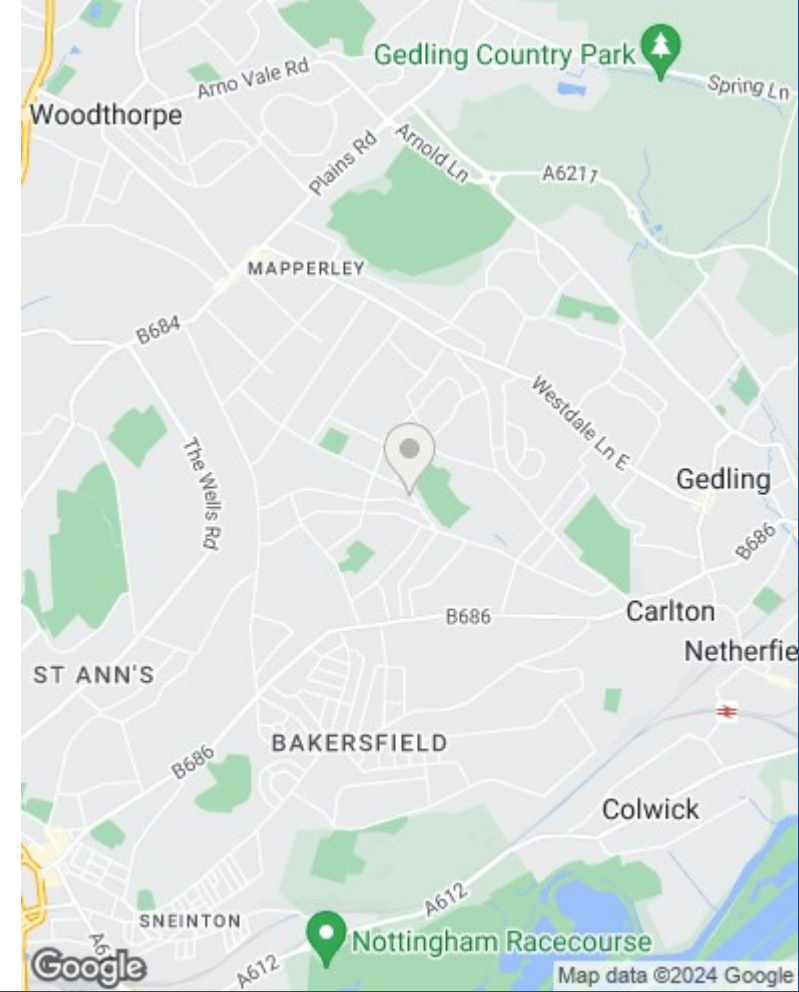 Gedling Country Park
Spring Ln
Arno Vale Rd
Woodthorpe
Plains Rd
Arnold Ln
A6211
MAPPERLEY
B684
Westdale Ln E
The Wells Rd
Gedling
B686
Carlton
B686
Netherfie
ST ANN'S
BAKERSFIELD
B686
Colwick
A612
SNEINTON
A61
Nottingham Racecourse
A612
Google
Map data ©2024 Google